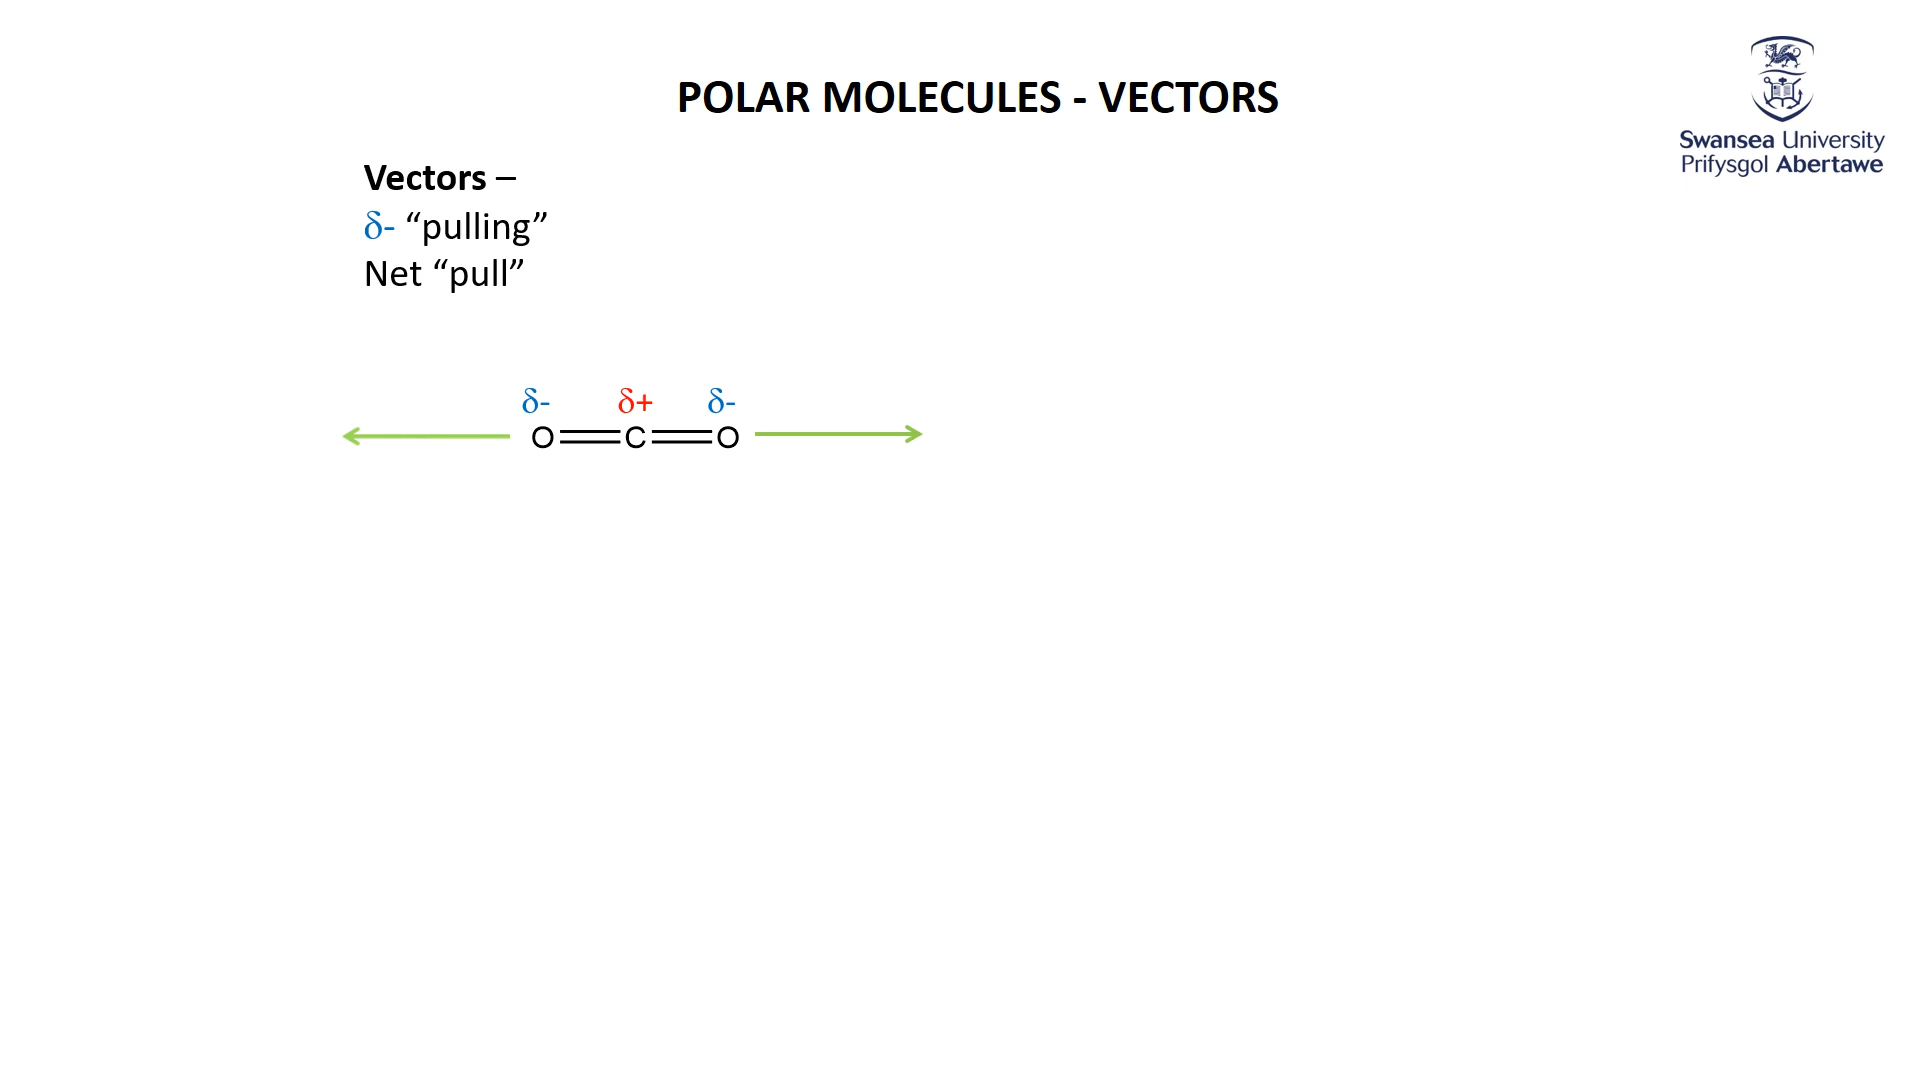 POLAR MOLECULES - VECTORS
Swansea University
Prifysgol Abertawe
Vectors –
δ- “pulling”
Net “pull”
δ- δ+ δ-
O C O